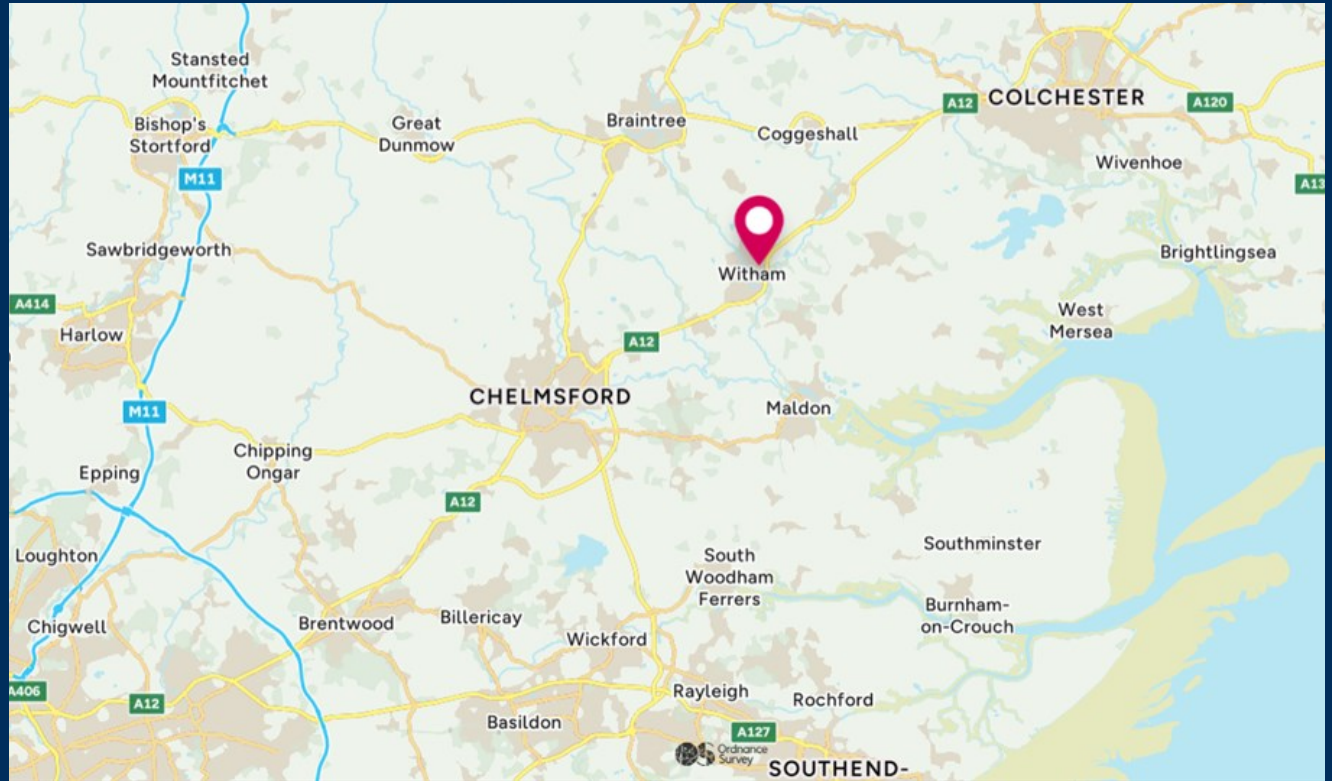 Stansted
Mountfitchet
Bishop's
Stortford
M11
Great
Dunmow
Braintree
Coggeshall
A12
COLCHESTER
A120
Wivenhoe
A13
Sawbridgeworth
Witham
Brightlingsea
A414
Harlow
A12
West
Mersea
M11
CHELMSFORD
Maldon
Chipping
Ongar
Epping
A12
Loughton
South
Woodham
Ferrers
Southminster
Burnham-
on-Crouch
Chigwell
Brentwood
Billericay
Wickford
A406
A12
Rayleigh
Rochford
Basildon
A127
Ordnance
Survey
SOUTHEND-